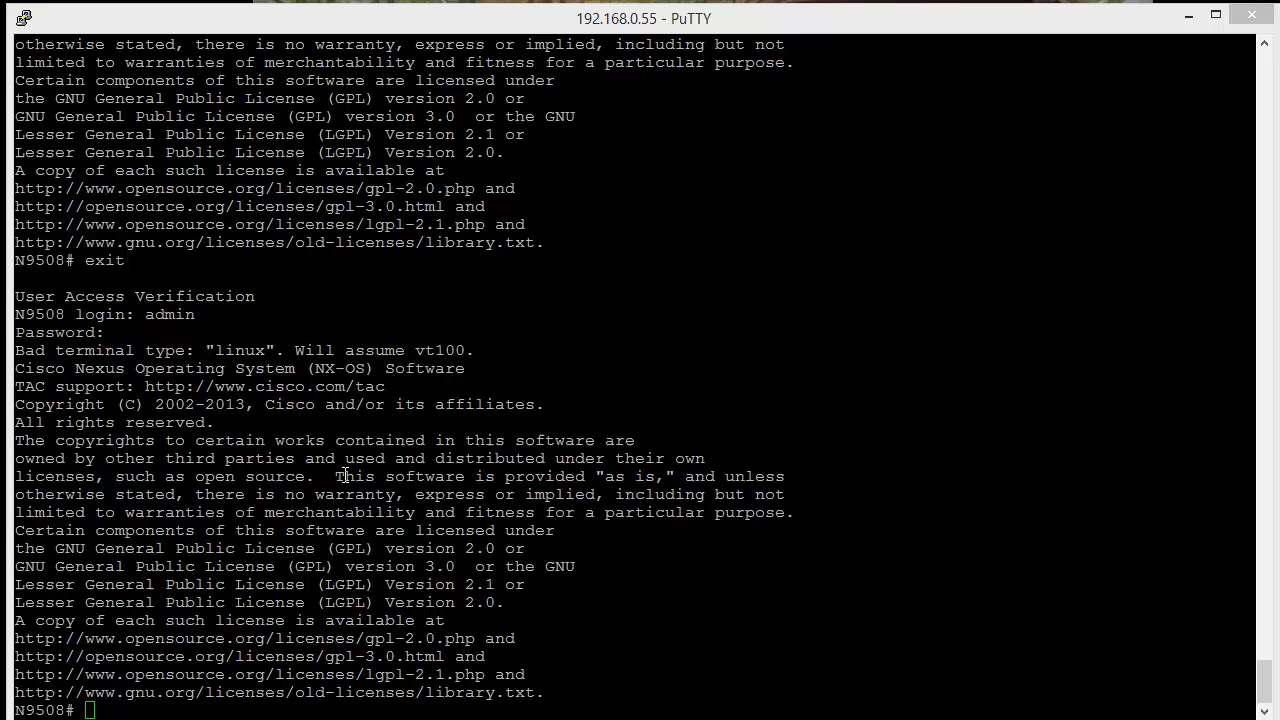 192.168.0.55 - PuTTY
otherwise stated, there is no warranty, express or implied, including but not
limited to warranties of merchantability and fitness for a particular purpose.
Certain components of this software are licensed under
the GNU General Public License (GPL) version 2.0 or
GNU General Public License (GPL) version 3.0  or the GNU
Lesser General Public License (LGPL) Version 2.1 or
Lesser General Public License (LGPL) Version 2.0.
A copy of each such license is available at
http://www.opensource.org/licenses/gpl-2.0.php and
http://opensource.org/licenses/gpl-3.0.html and
http://www.opensource.org/licenses/lgpl-2.1.php and
http://www.gnu.org/licenses/old-licenses/library.txt.
N9508# exit
User Access Verification
N9508 login: admin
Password:
Bad terminal type: "linux". Will assume vt100.
Cisco Nexus Operating System (NX-OS) Software
TAC support: http://www.cisco.com/tac
Copyright (C) 2002-2013, Cisco and/or its affiliates.
All rights reserved.
The copyrights to certain works contained in this software are
owned by other third parties and used and distributed under their own
licenses, such as open source.  This software is provided "as is," and unless
otherwise stated, there is no warranty, express or implied, including but not
limited to warranties of merchantability and fitness for a particular purpose.
Certain components of this software are licensed under
the GNU General Public License (GPL) version 2.0 or
GNU General Public License (GPL) version 3.0  or the GNU
Lesser General Public License (LGPL) Version 2.1 or
Lesser General Public License (LGPL) Version 2.0.
A copy of each such license is available at
http://www.opensource.org/licenses/gpl-2.0.php and
http://opensource.org/licenses/gpl-3.0.html and
http://www.opensource.org/licenses/lgpl-2.1.php and
http://www.gnu.org/licenses/old-licenses/library.txt.
N9508#